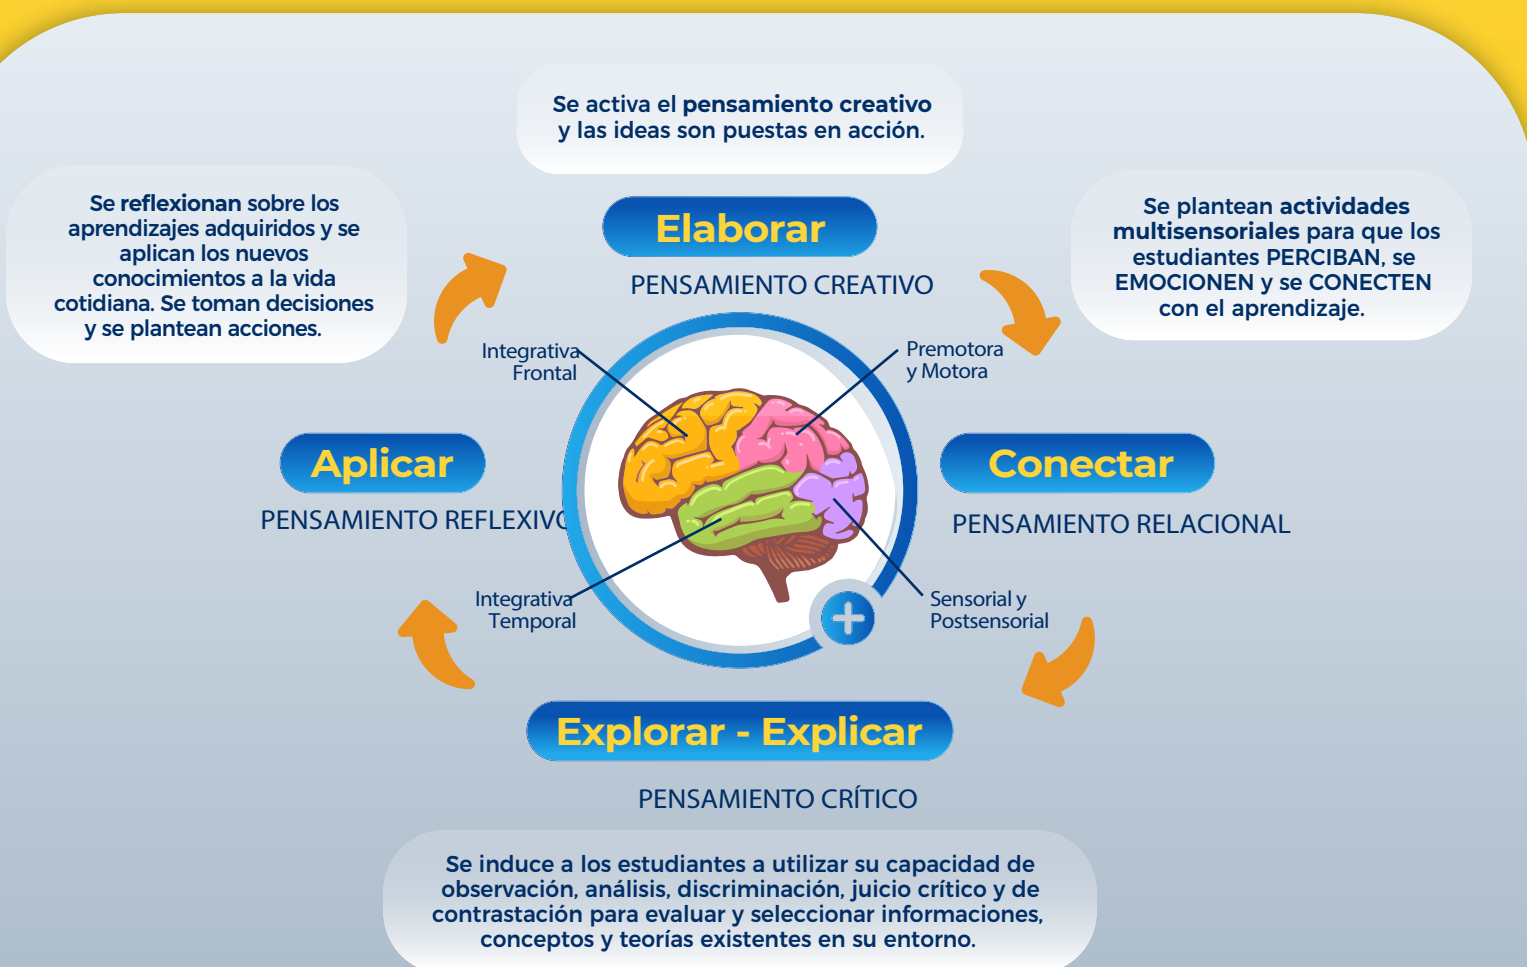 Se activa el pensamiento creativo
y las ideas son puestas en acción.
Elaborar
PENSAMIENTO CREATIVO
Se reflexionan sobre los
aprendizajes adquiridos y se
aplican los nuevos
conocimientos a la vida
cotidiana. Se toman decisiones
y se plantean acciones.
Se plantean actividades
multisensoriales para que los
estudiantes PERCIBAN, se
EMOCIONEN y se CONECTEN
con el aprendizaje.
Integrativa
Frontal
Premotora
y Motora
Aplicar
PENSAMIENTO REFLEXIVO
Conectar
PENSAMIENTO RELACIONAL
Integrativa
Temporal
Sensorial y
Postsensorial
Explorar - Explicar
PENSAMIENTO CRÍTICO
Se induce a los estudiantes a utilizar su capacidad de
observación, análisis, discriminación, juicio crítico y de
contrastación para evaluar y seleccionar informaciones,
conceptos y teorías existentes en su entorno.